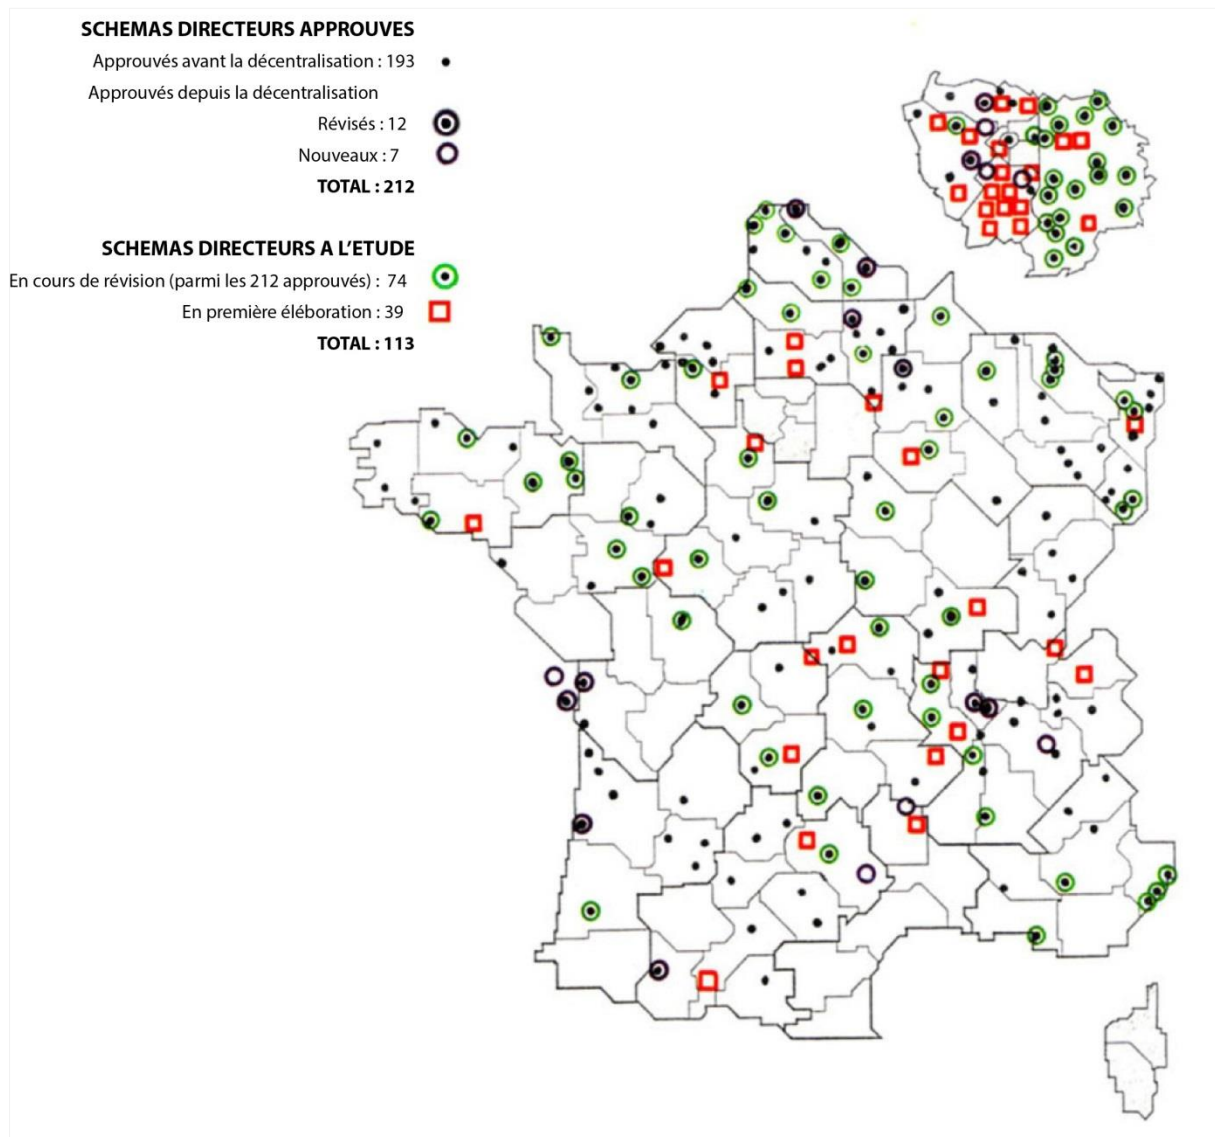 SCHEMAS DIRECTEURS APPROUVES
Approuvés avant la décentralisation : 193
Approuvés depuis la décentralisation
Révisés : 12
Nouveaux : 7
TOTAL : 212
SCHEMAS DIRECTEURS A L’ETUDE
En cours de révision (parmi les 212 approuvés) : 74
En première éléboration : 39
TOTAL : 113